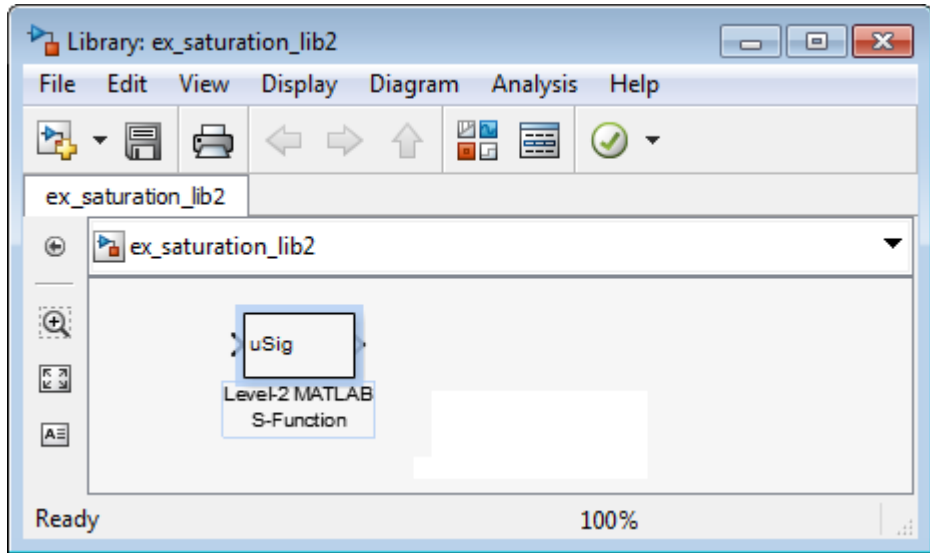 Library: ex_saturation_lib2
File Edit View Display Diagram Analysis Help
ex_saturation_lib2
ex_saturation_lib2
uSig
Level-2 MATLAB
S-Function
A
Ready 100%